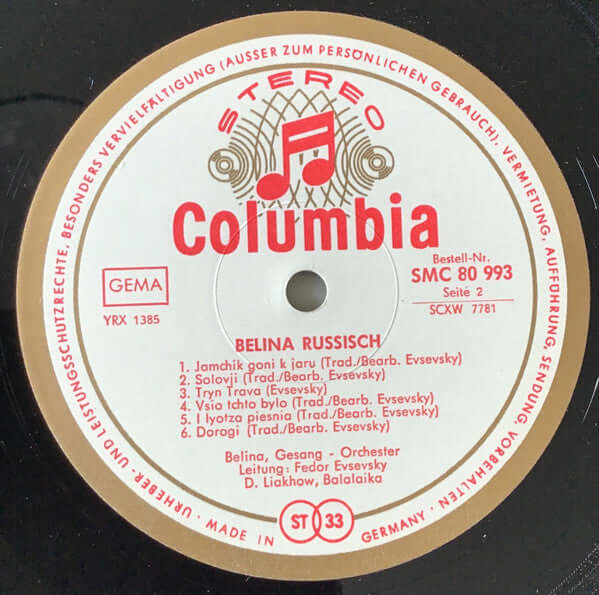 URHEBER- UND LEISTUNGSSCHUTZRECHTE, BESONDERS VERVIELFÄLTIGUNG (AUSSER ZUM PERSÖNLICHEN GEBRAUCH), VERMIETUNG, AUFFÜHRUNG, SENDUNG, VORBEHALTEN · MADE IN GERMANY ·
STEREO
Columbia
GEMA
YRX 1385
Bestell-Nr.
SMC 80 993
Seite 2
SCXW 7781
BELINA RUSSISCH
1. Jamchik goni k jaru (Trad./Bearb. Evsevsky)
2. Solovji (Trad./Bearb. Evsevsky)
3. Tryn Trava (Evsevsky)
4. Vsio tchto bylo (Trad./Bearb. Evsevsky)
5. I lyotza piesnia (Trad./Bearb. Evsevsky)
6. Dorogi (Trad./Bearb. Evsevsky)
Belina, Gesang - Orchester
Leitung: Fedor Evsevsky
D. Liakhow, Balalaika
ST 33